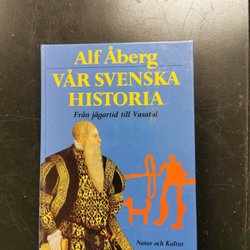 Alf Åberg
VÅR SVENSKA
HISTORIA
Från jägartid till Vasatid
Natur och Kultur